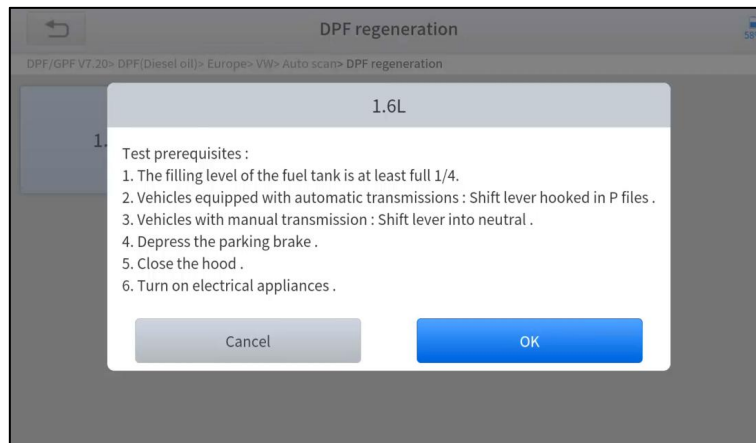 DPF regeneration
58%
DPF/GPF V7.20> DPF(Diesel oil)> Europe> VW> Auto scan> DPF regeneration
1.6L
1.
Test prerequisites :
1. The filling level of the fuel tank is at least full 1/4.
2. Vehicles equipped with automatic transmissions : Shift lever hooked in P files .
3. Vehicles with manual transmission : Shift lever into neutral .
4. Depress the parking brake .
5. Close the hood .
6. Turn on electrical appliances .
Cancel
OK